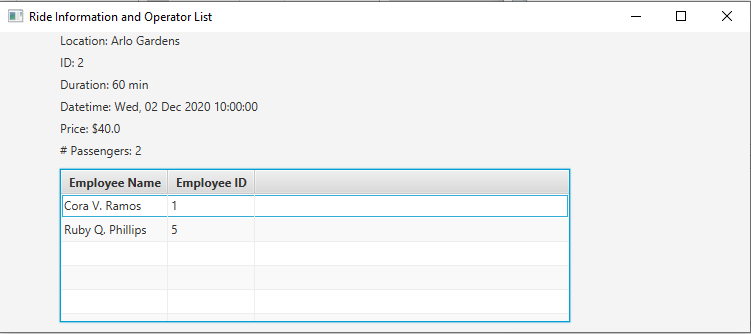 Ride Information and Operator List
Location: Arlo Gardens
ID: 2
Duration: 60 min
Datetime: Wed, 02 Dec 2020 10:00:00
Price: $40.0
# Passengers: 2
Employee Name Employee ID
Cora V. Ramos 1
Ruby Q. Phillips 5